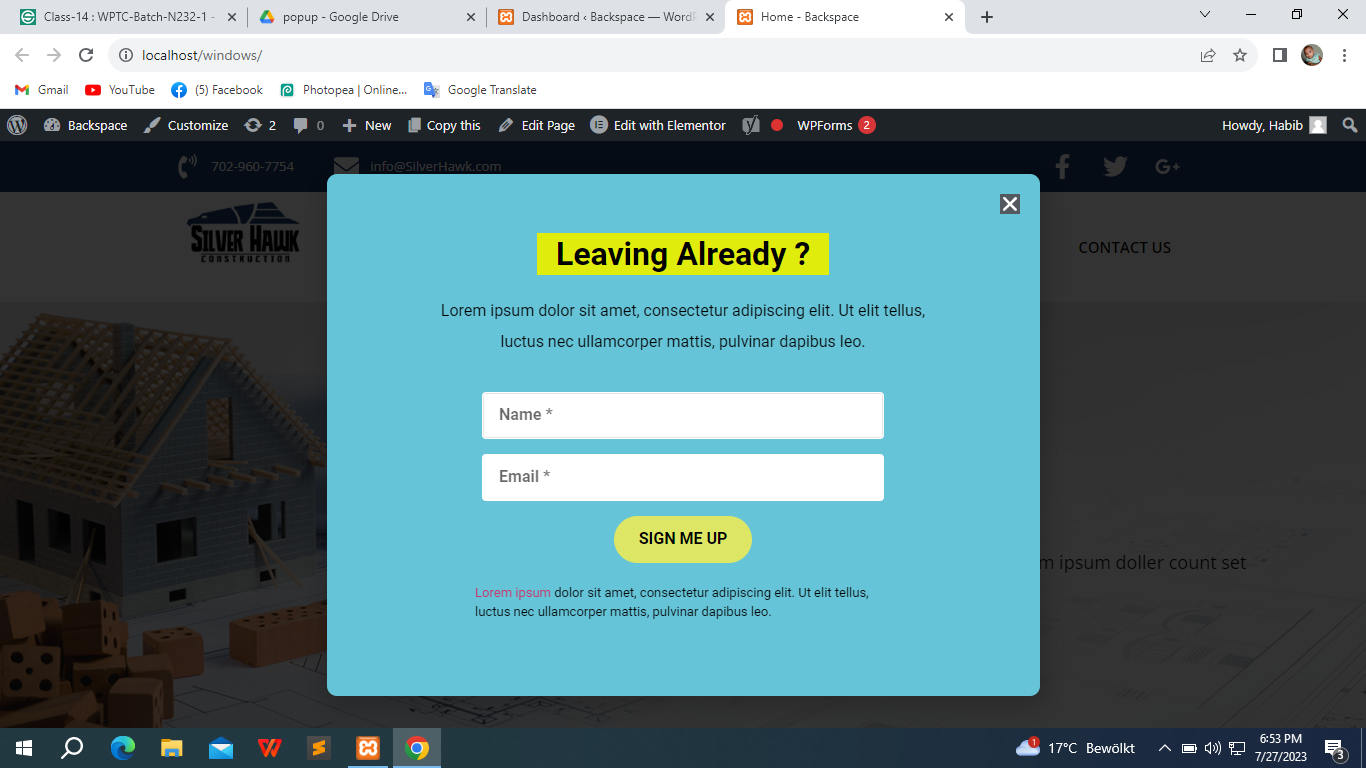 Class-14 : WPTC-Batch-N232-1 -
popup - Google Drive
Dashboard ‹ Backspace — WordP
Home - Backspace
localhost/windows/
Gmail
YouTube
(5) Facebook
Photopea | Online...
Google Translate
Backspace
Customize
2
0
New
Copy this
Edit Page
Edit with Elementor
WPForms 2
Howdy, Habib
702-960-7754
info@SilverHawk.com
SILVER HAWK
CONSTRUCTION
CONTACT US
Leaving Already ?
Lorem ipsum dolor sit amet, consectetur adipiscing elit. Ut elit tellus,
luctus nec ullamcorper mattis, pulvinar dapibus leo.
Name *
Email *
SIGN ME UP
m ipsum doller count set
Lorem ipsum dolor sit amet, consectetur adipiscing elit. Ut elit tellus,
luctus nec ullamcorper mattis, pulvinar dapibus leo.
1
17°C Bewölkt
6:53 PM
7/27/2023
3